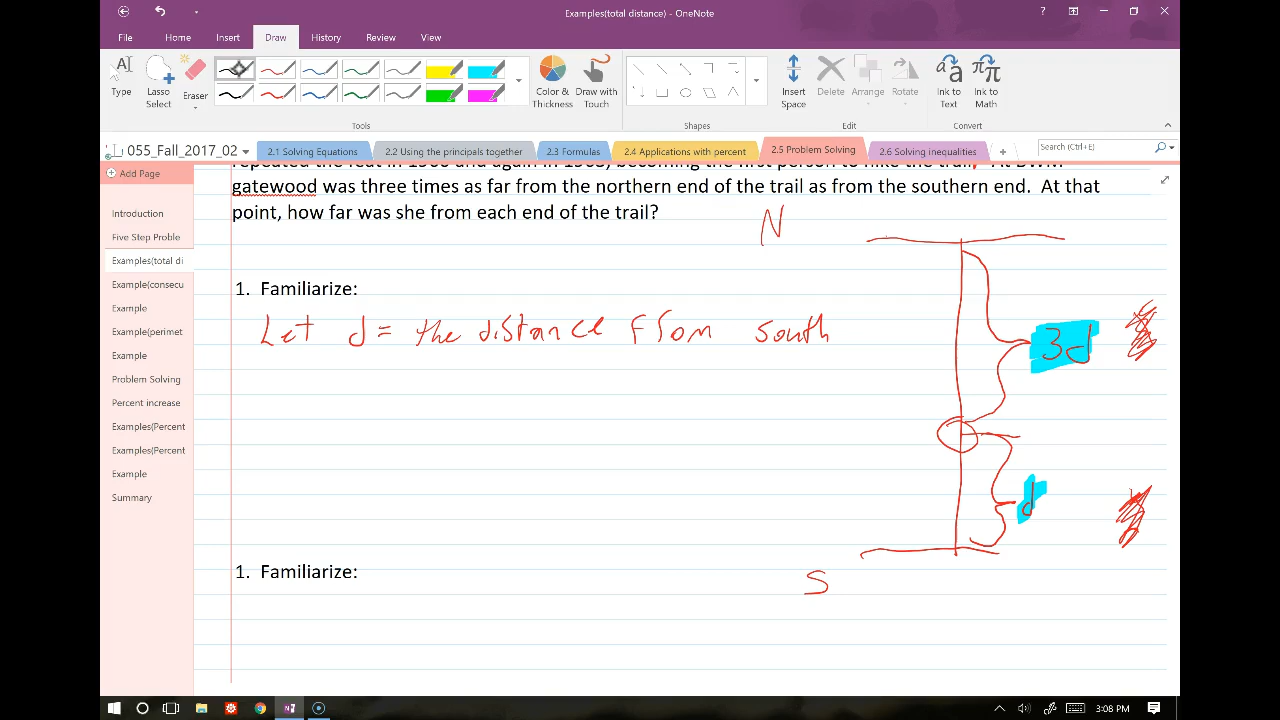 Examples(total distance) - OneNote
File Home Insert Draw History Review View
Type
Lasso Select
Eraser
Color & Thickness
Draw with Touch
Insert Space
Delete
Arrange
Rotate
Ink to Text
Ink to Math
Tools
Shapes
Edit
Convert
055_Fall_2017_02
2.1 Solving Equations
2.2 Using the principals together
2.3 Formulas
2.4 Applications with percent
2.5 Problem Solving
2.6 Solving inequalities
Search (Ctrl+E)
Add Page
Introduction
Five Step Proble
Examples(total di
Example(consecu
Example
Example(perimet
Example
Problem Solving
Percent increase
Examples(Percent
Examples(Percent
Example
Summary
gatewood was three times as far from the northern end of the trail as from the southern end. At that
point, how far was she from each end of the trail?
N
1. Familiarize:
Let d = the distance from south
3d
d
1. Familiarize:
S
3:08 PM